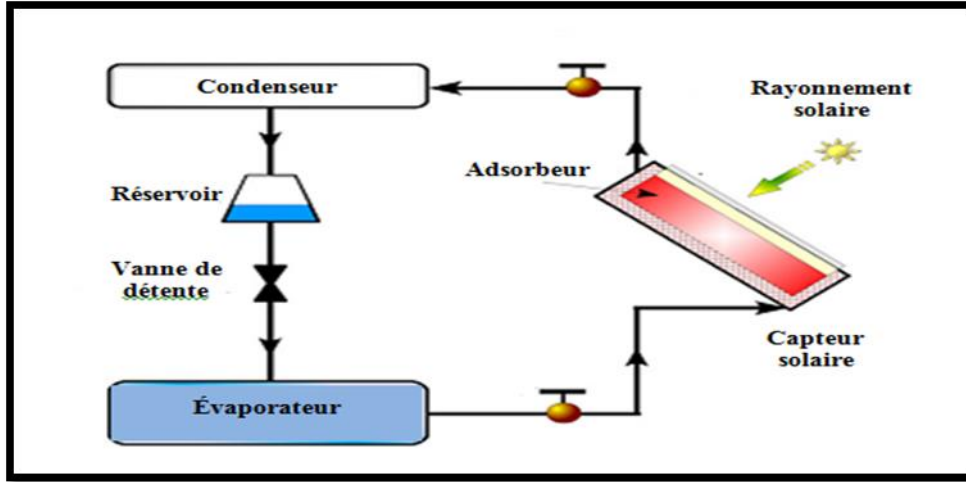 Condenseur
Rayonnement
solaire
Adsorbeur
Réservoir
Vanne de
détente
Capteur
solaire
Évaporateur